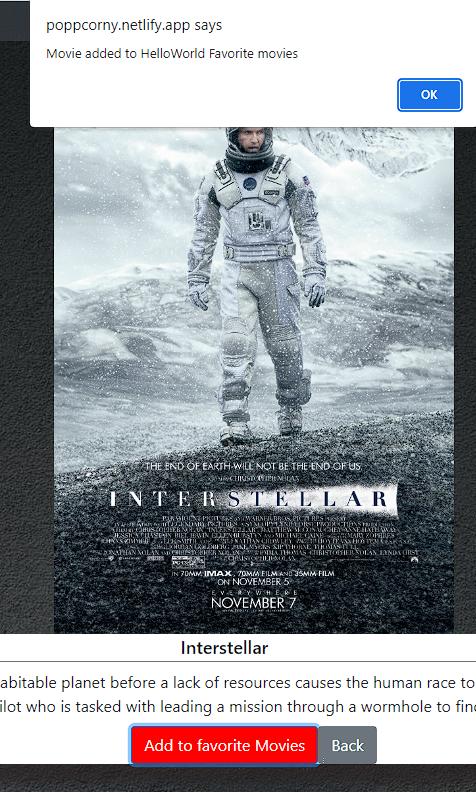 poppcorny.netlify.app says
Movie added to HelloWorld Favorite movies
OK
THE END OF EARTH WILL NOT BE THE END OF US
CHRISTOPHER NOLAN
INTERSTELLAR
IN 70MM IMAX, 70MM FILM AND 35MM FILM
ON NOVEMBER 5
EVERYWHERE
NOVEMBER 7
Interstellar
abitable planet before a lack of resources causes the human race to
ilot who is tasked with leading a mission through a wormhole to fin
Add to favorite Movies
Back